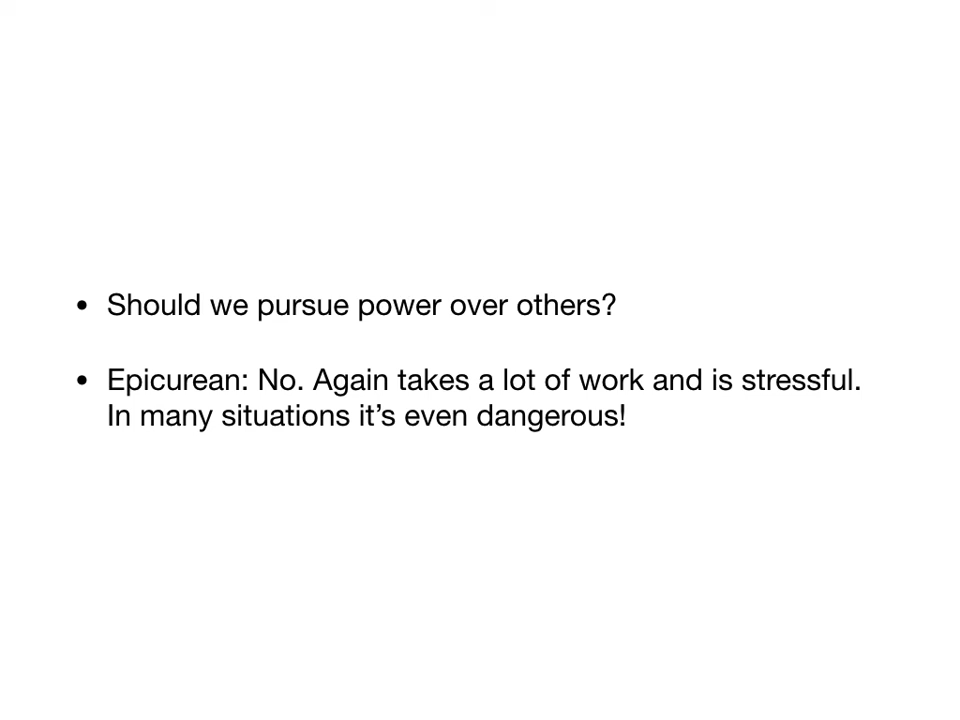 • Should we pursue power over others?
• Epicurean: No. Again takes a lot of work and is stressful.
In many situations it’s even dangerous!